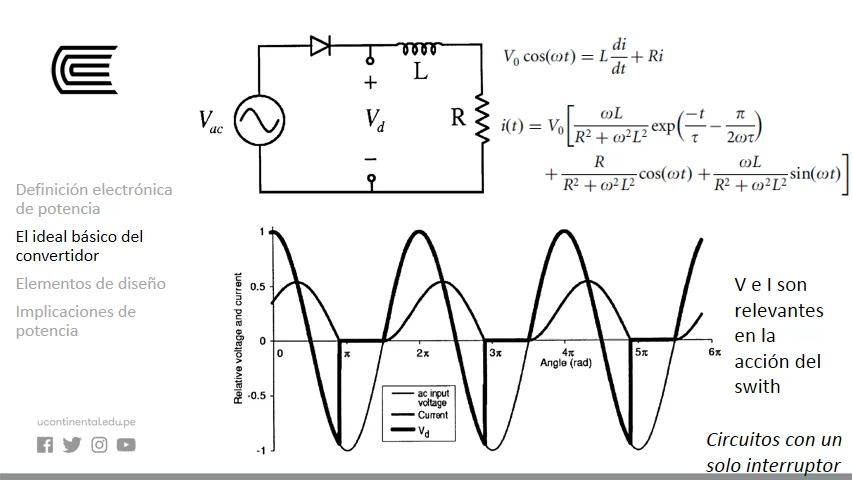 V_ac
+
V_d
−
L
R
V₀ cos(ωt) = L di/dt + Ri
i(t) = V₀[ ωL/(R² + ω²L²) exp(−t/τ − π/2ωτ)
+ R/(R² + ω²L²) cos(ωt) + ωL/(R² + ω²L²) sin(ωt)]
Definición electrónica
de potencia
El ideal básico del
convertidor
Elementos de diseño
Implicaciones de
potencia
ucontinental.edu.pe
Relative voltage and current
1
0.5
0
-0.5
-1
0
π
2π
3π
4π
5π
6π
Angle (rad)
ac input
voltage
Current
V_d
V e I son
relevantes
en la
acción del
swith
Circuitos con un
solo interruptor